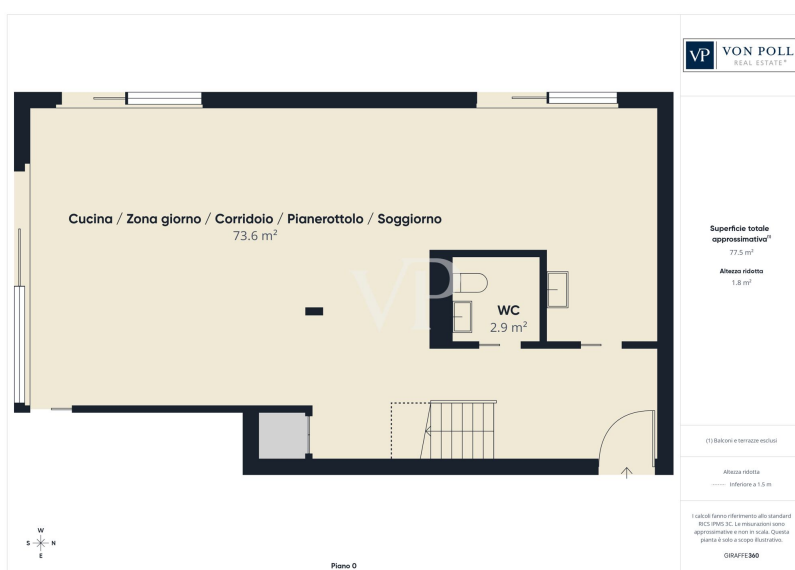 VP VON POLL
REAL ESTATE®
Cucina / Zona giorno / Corridoio / Pianerottolo / Soggiorno
73.6 m²
VP
WC
2.9 m²
Superficie totale
approssimativa⁽¹⁾
77.5 m²
Altezza ridotta
1.8 m²
(1) Balconi e terrazze esclusi
Altezza ridotta
------- Inferiore a 1.5 m
I calcoli fanno riferimento allo standard
RICS IPMS 3C. Le misurazioni sono
approssimative e non in scala. Questa
pianta è solo a scopo illustrativo.
GIRAFFE360
W
S N
E
Piano 0